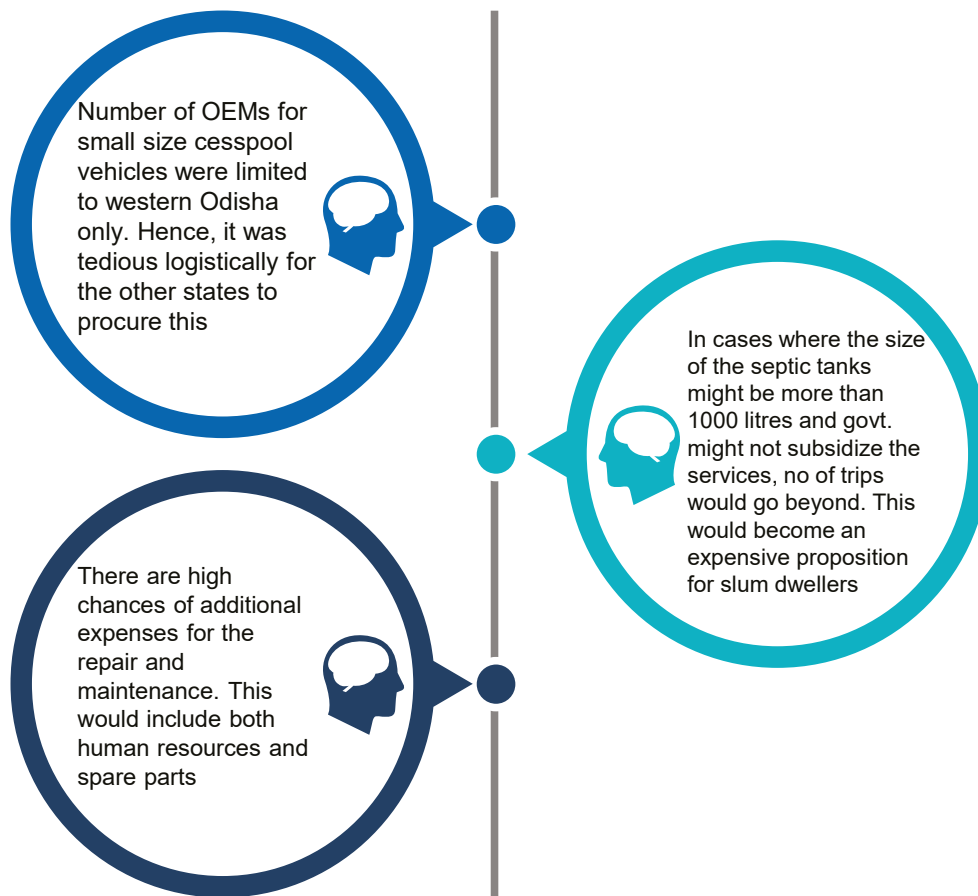 Number of OEMs for
small size cesspool
vehicles were limited
to western Odisha
only. Hence, it was
tedious logistically for
the other states to
procure this
In cases where the size
of the septic tanks
might be more than
1000 litres and govt.
might not subsidize the
services, no of trips
would go beyond. This
would become an
expensive proposition
for slum dwellers
There are high
chances of additional
expenses for the
repair and
maintenance. This
would include both
human resources and
spare parts